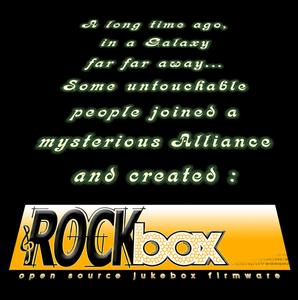 A long time ago,
in a Galaxy
far far away...
Some untouchable
people joined a
mysterious Alliance
and created :
ROCKbox
open source jukebox firmware